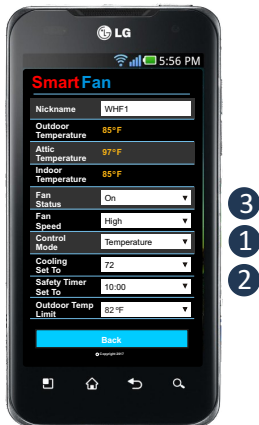 LG
5:56 PM
SmartFan
Nickname WHF1
Outdoor
Temperature 85°F
Attic
Temperature 97°F
Indoor
Temperature 85°F
Fan
Status On
Fan
Speed High
Control
Mode Temperature
Cooling
Set To 72
Safety Timer
Set To 10:00
Outdoor Temp
Limit 82°F
Back
©Copyright 2017
3
1
2